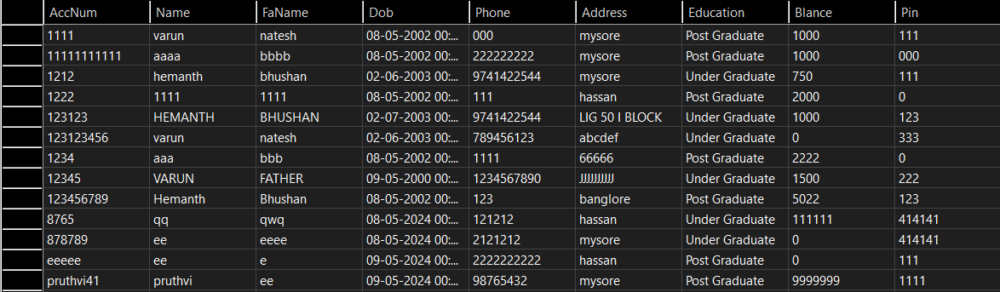 AccNum Name FaName Dob Phone Address Education Blance Pin
1111 varun natesh 08-05-2002 00:... 000 mysore Post Graduate 1000 111
11111111111 aaaa bbbb 08-05-2002 00:... 222222222 mysore Post Graduate 1000 000
1212 hemanth bhushan 02-06-2003 00:... 9741422544 mysore Under Graduate 750 111
1222 1111 1111 08-05-2002 00:... 111 hassan Post Graduate 2000 0
123123 HEMANTH BHUSHAN 02-07-2003 00:... 9741422544 LIG 50 I BLOCK Under Graduate 1000 123
123123456 varun natesh 02-06-2003 00:... 789456123 abcdef Under Graduate 0 333
1234 aaa bbb 08-05-2002 00:... 1111 66666 Post Graduate 2222 0
12345 VARUN FATHER 09-05-2000 00:... 1234567890 JJJJJJJJJJ Under Graduate 1500 222
123456789 Hemanth Bhushan 08-05-2002 00:... 123 banglore Post Graduate 5022 123
8765 qq qwq 08-05-2024 00:... 121212 hassan Under Graduate 111111 414141
878789 ee eeee 08-05-2024 00:... 2121212 mysore Under Graduate 0 414141
eeeee ee e 09-05-2024 00:... 2222222222 hassan Post Graduate 0 111
pruthvi41 pruthvi ee 09-05-2024 00:... 98765432 mysore Post Graduate 9999999 1111